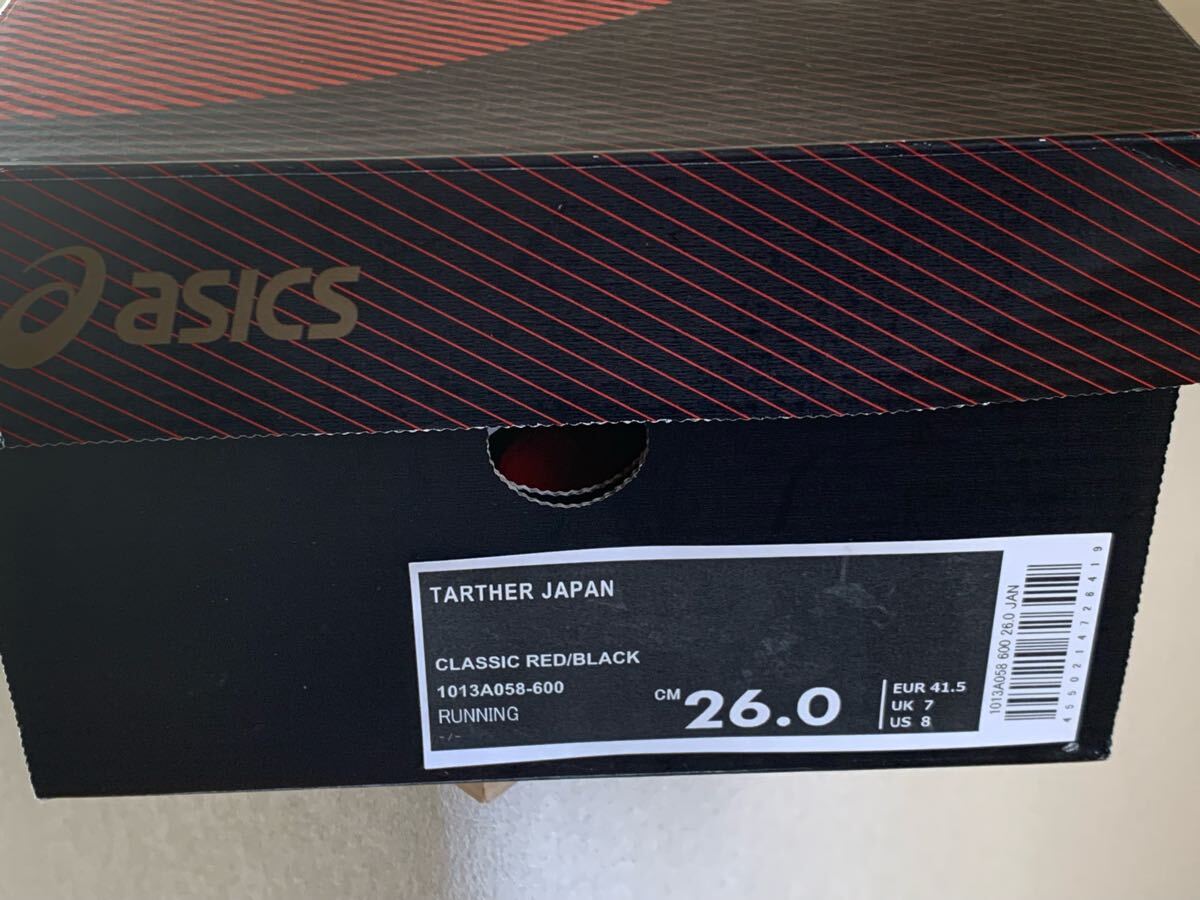 asics
TARTHER JAPAN
CLASSIC RED/BLACK
1013A058-600
RUNNING
-/-
CM 26.0
EUR 41.5
UK 7
US 8
1013A058 600 26.0 JAN
4550214726419